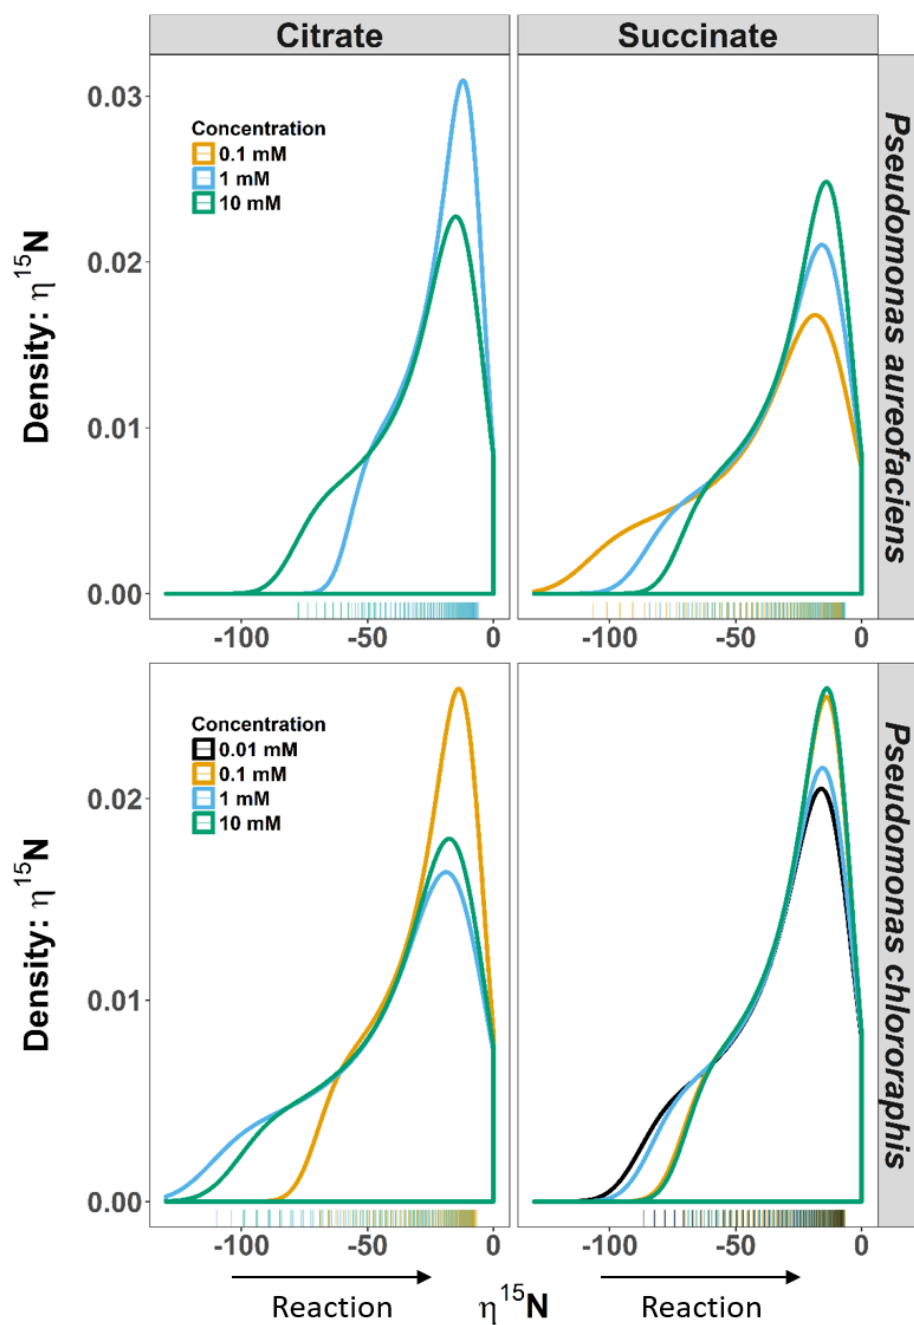 Citrate
Succinate
Pseudomonas aureofaciens
Density: η¹⁵N
0.03
0.02
0.01
0.00
Concentration
0.1 mM
1 mM
10 mM
-100 -50 0
-100 -50 0
Pseudomonas chlororaphis
Density: η¹⁵N
0.02
0.01
0.00
Concentration
0.01 mM
0.1 mM
1 mM
10 mM
-100 -50 0
-100 -50 0
Reaction
η¹⁵N
Reaction